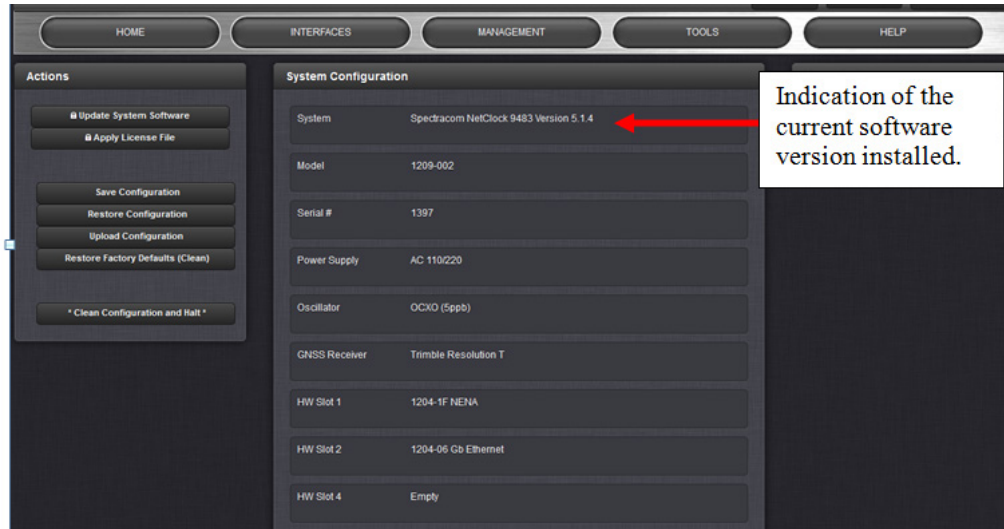 HOME INTERFACES MANAGEMENT TOOLS HELP
Actions
Update System Software
Apply License File
Save Configuration
Restore Configuration
Upload Configuration
Restore Factory Defaults (Clean)
* Clean Configuration and Halt *
System Configuration
System Spectracom NetClock 9483 Version 5.1.4
Model 1209-002
Serial # 1397
Power Supply AC 110/220
Oscillator OCXO (5ppb)
GNSS Receiver Trimble Resolution T
HW Slot 1 1204-1F NENA
HW Slot 2 1204-06 Gb Ethernet
HW Slot 4 Empty
Indication of the
current software
version installed.